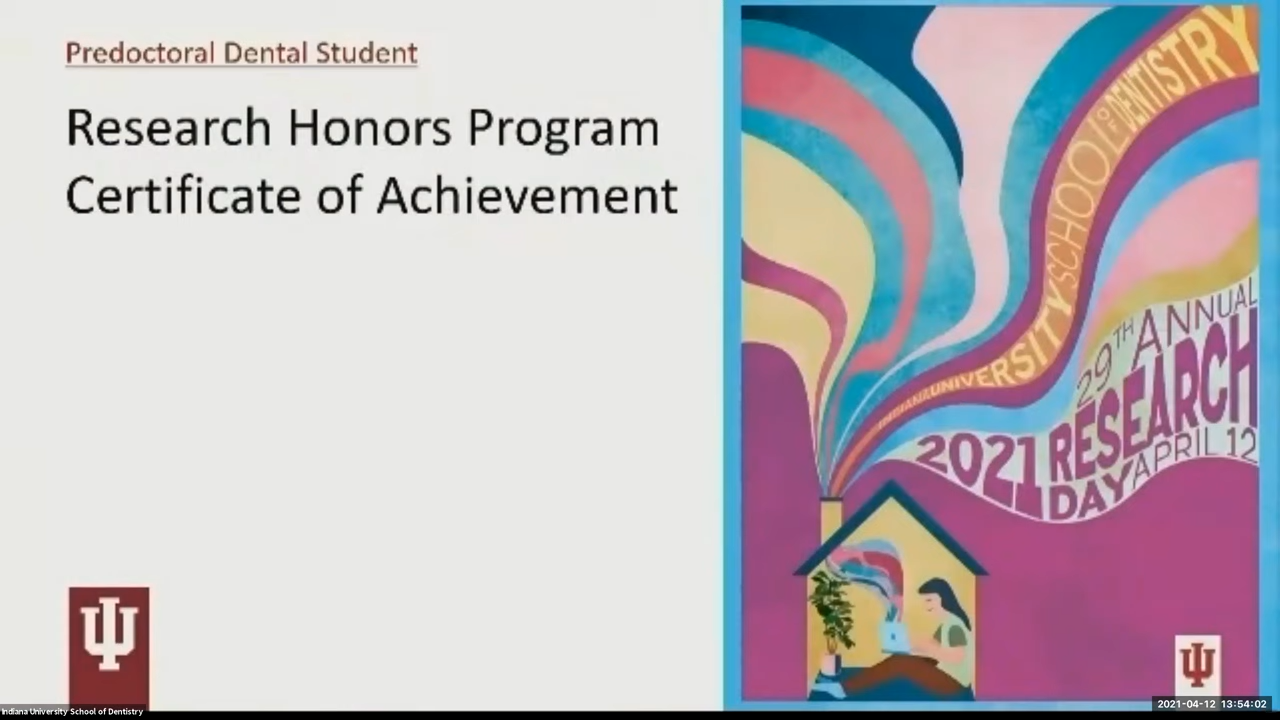 Predoctoral Dental Student
Research Honors Program
Certificate of Achievement
INDIANA UNIVERSITY SCHOOL OF DENTISTRY
29TH ANNUAL
2021 RESEARCH
DAY APRIL 12
Indiana University School of Dentistry
2021-04-12 13:54:02